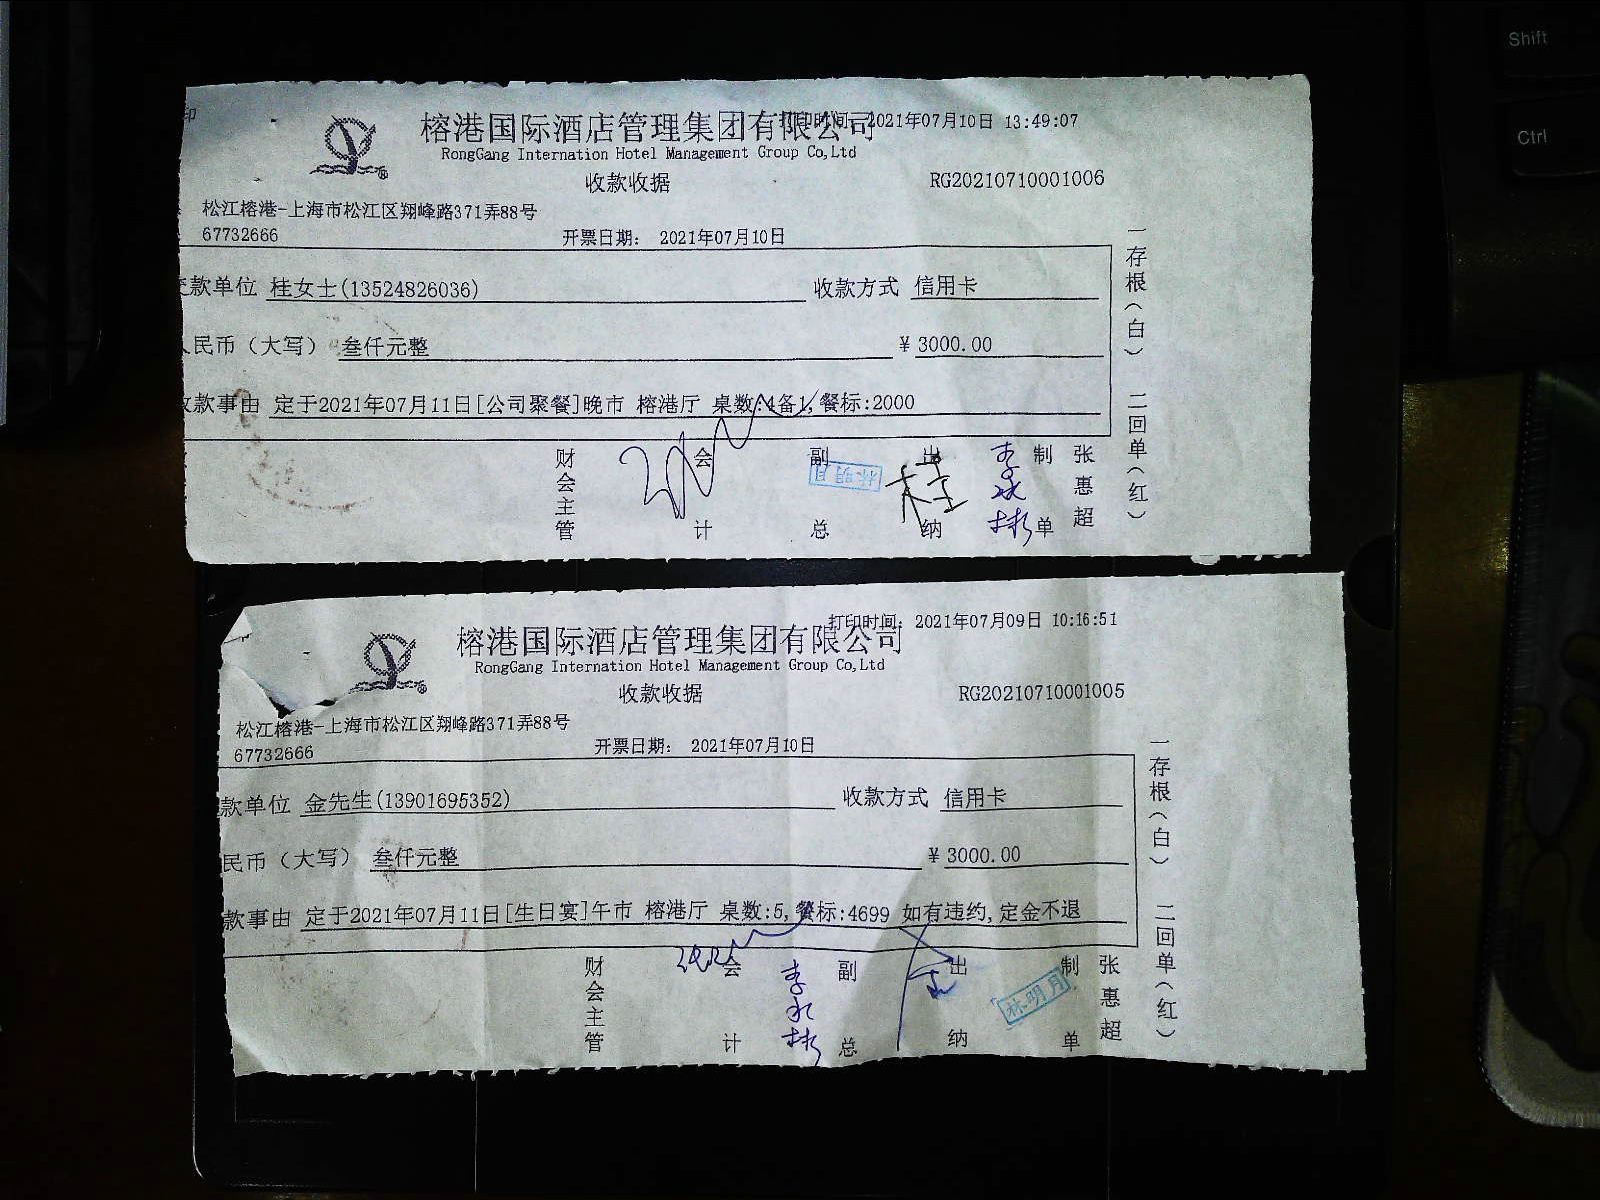 印
榕港国际酒店管理集团有限公司
打印时间: 2021年07月10日 13:49:07
RongGang Internation Hotel Management Group Co,Ltd
收款收据
RG20210710001006
松江榕港-上海市松江区翔峰路371弄88号
67732666
开票日期: 2021年07月10日
交款单位 桂女士(13524826036) 收款方式 信用卡
人民币(大写) 叁仟元整 ¥ 3000.00
收款事由 定于2021年07月11日[公司聚餐]晚市 榕港厅 桌数:4备1,餐标:2000
财会主管 会计 副总 出纳 制单 张惠超
林明月
李永彬
一存根(白) 二回单(红)
榕港国际酒店管理集团有限公司
打印时间: 2021年07月09日 10:16:51
RongGang Internation Hotel Management Group Co,Ltd
收款收据
RG20210710001005
松江榕港-上海市松江区翔峰路371弄88号
67732666
开票日期: 2021年07月10日
款单位 金先生(13901695352) 收款方式 信用卡
民币(大写) 叁仟元整 ¥ 3000.00
款事由 定于2021年07月11日[生日宴]午市 榕港厅 桌数:5,餐标:4699 如有违约,定金不退
财会主管 会计 副总 出纳 制单 张惠超
李永彬
林明月
一存根(白) 二回单(红)
Shift
Ctrl